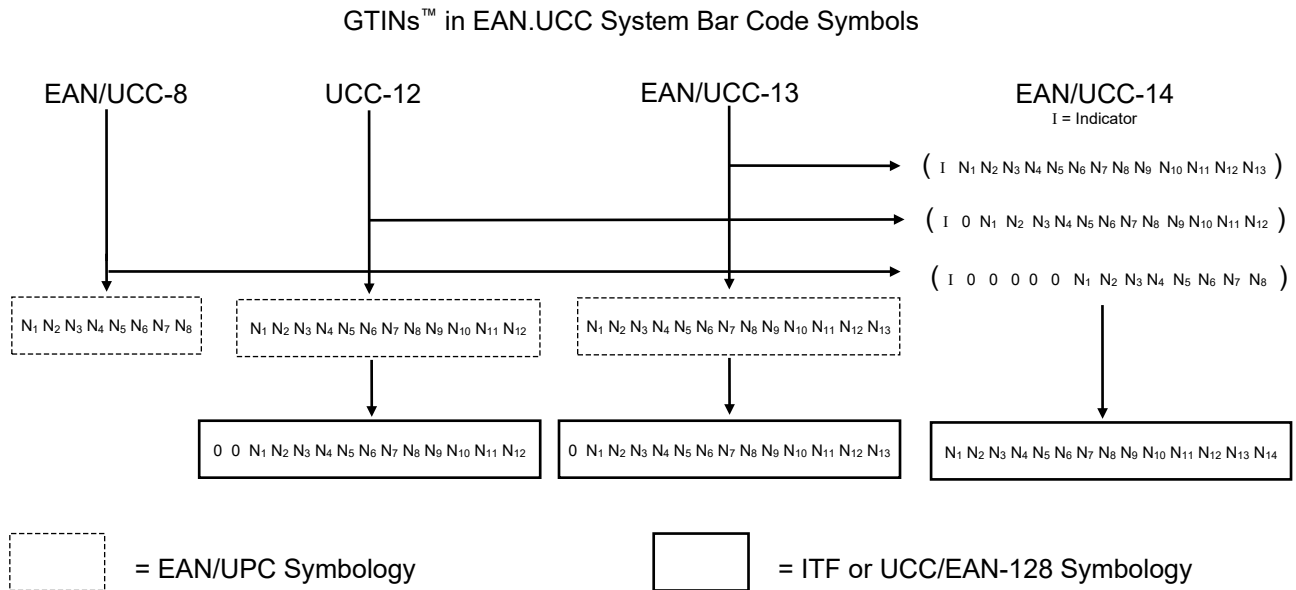 GTINs™ in EAN.UCC System Bar Code Symbols
EAN/UCC-8 UCC-12 EAN/UCC-13 EAN/UCC-14
I = Indicator
( I N₁ N₂ N₃ N₄ N₅ N₆ N₇ N₈ N₉ N₁₀ N₁₁ N₁₂ N₁₃ )
( I 0 N₁ N₂ N₃ N₄ N₅ N₆ N₇ N₈ N₉ N₁₀ N₁₁ N₁₂ )
( I 0 0 0 0 0 N₁ N₂ N₃ N₄ N₅ N₆ N₇ N₈ )
N₁ N₂ N₃ N₄ N₅ N₆ N₇ N₈
N₁ N₂ N₃ N₄ N₅ N₆ N₇ N₈ N₉ N₁₀ N₁₁ N₁₂
N₁ N₂ N₃ N₄ N₅ N₆ N₇ N₈ N₉ N₁₀ N₁₁ N₁₂ N₁₃
0 0 N₁ N₂ N₃ N₄ N₅ N₆ N₇ N₈ N₉ N₁₀ N₁₁ N₁₂
0 N₁ N₂ N₃ N₄ N₅ N₆ N₇ N₈ N₉ N₁₀ N₁₁ N₁₂ N₁₃
N₁ N₂ N₃ N₄ N₅ N₆ N₇ N₈ N₉ N₁₀ N₁₁ N₁₂ N₁₃ N₁₄
= EAN/UPC Symbology
= ITF or UCC/EAN-128 Symbology